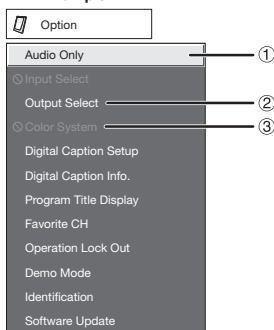 Option
Audio Only ①
Input Select
Output Select ②
Color System ③
Digital Caption Setup
Digital Caption Info.
Program Title Display
Favorite CH
Operation Lock Out
Demo Mode
Identification
Software Update